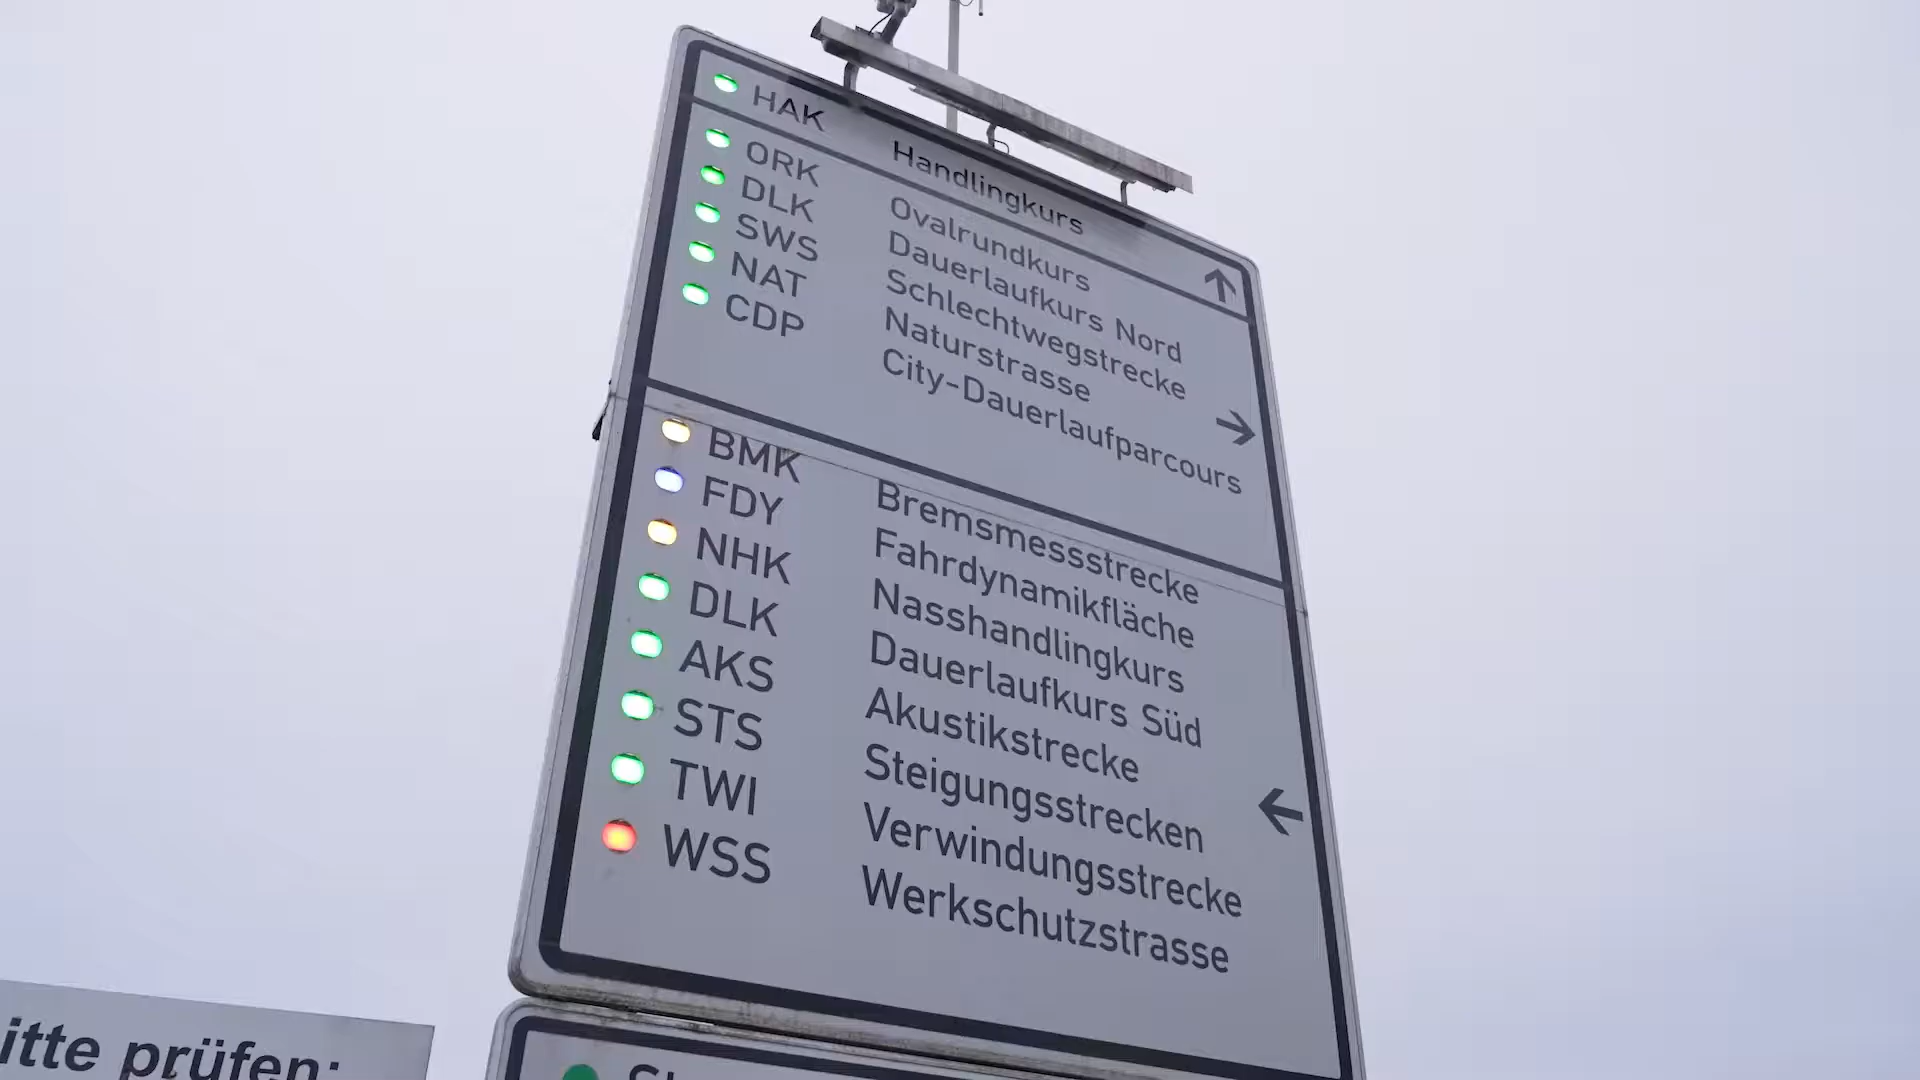 HAK Handlingkurs ↑
ORK Ovalrundkurs
DLK Dauerlaufkurs Nord
SWS Schlechtwegstrecke
NAT Naturstrasse →
CDP City-Dauerlaufparcours
BMK Bremsmessstrecke
FDY Fahrdynamikfläche
NHK Nasshandlingkurs
DLK Dauerlaufkurs Süd
AKS Akustikstrecke
STS Steigungsstrecken ←
TWI Verwindungsstrecke
WSS Werkschutzstrasse
itte prüfen: